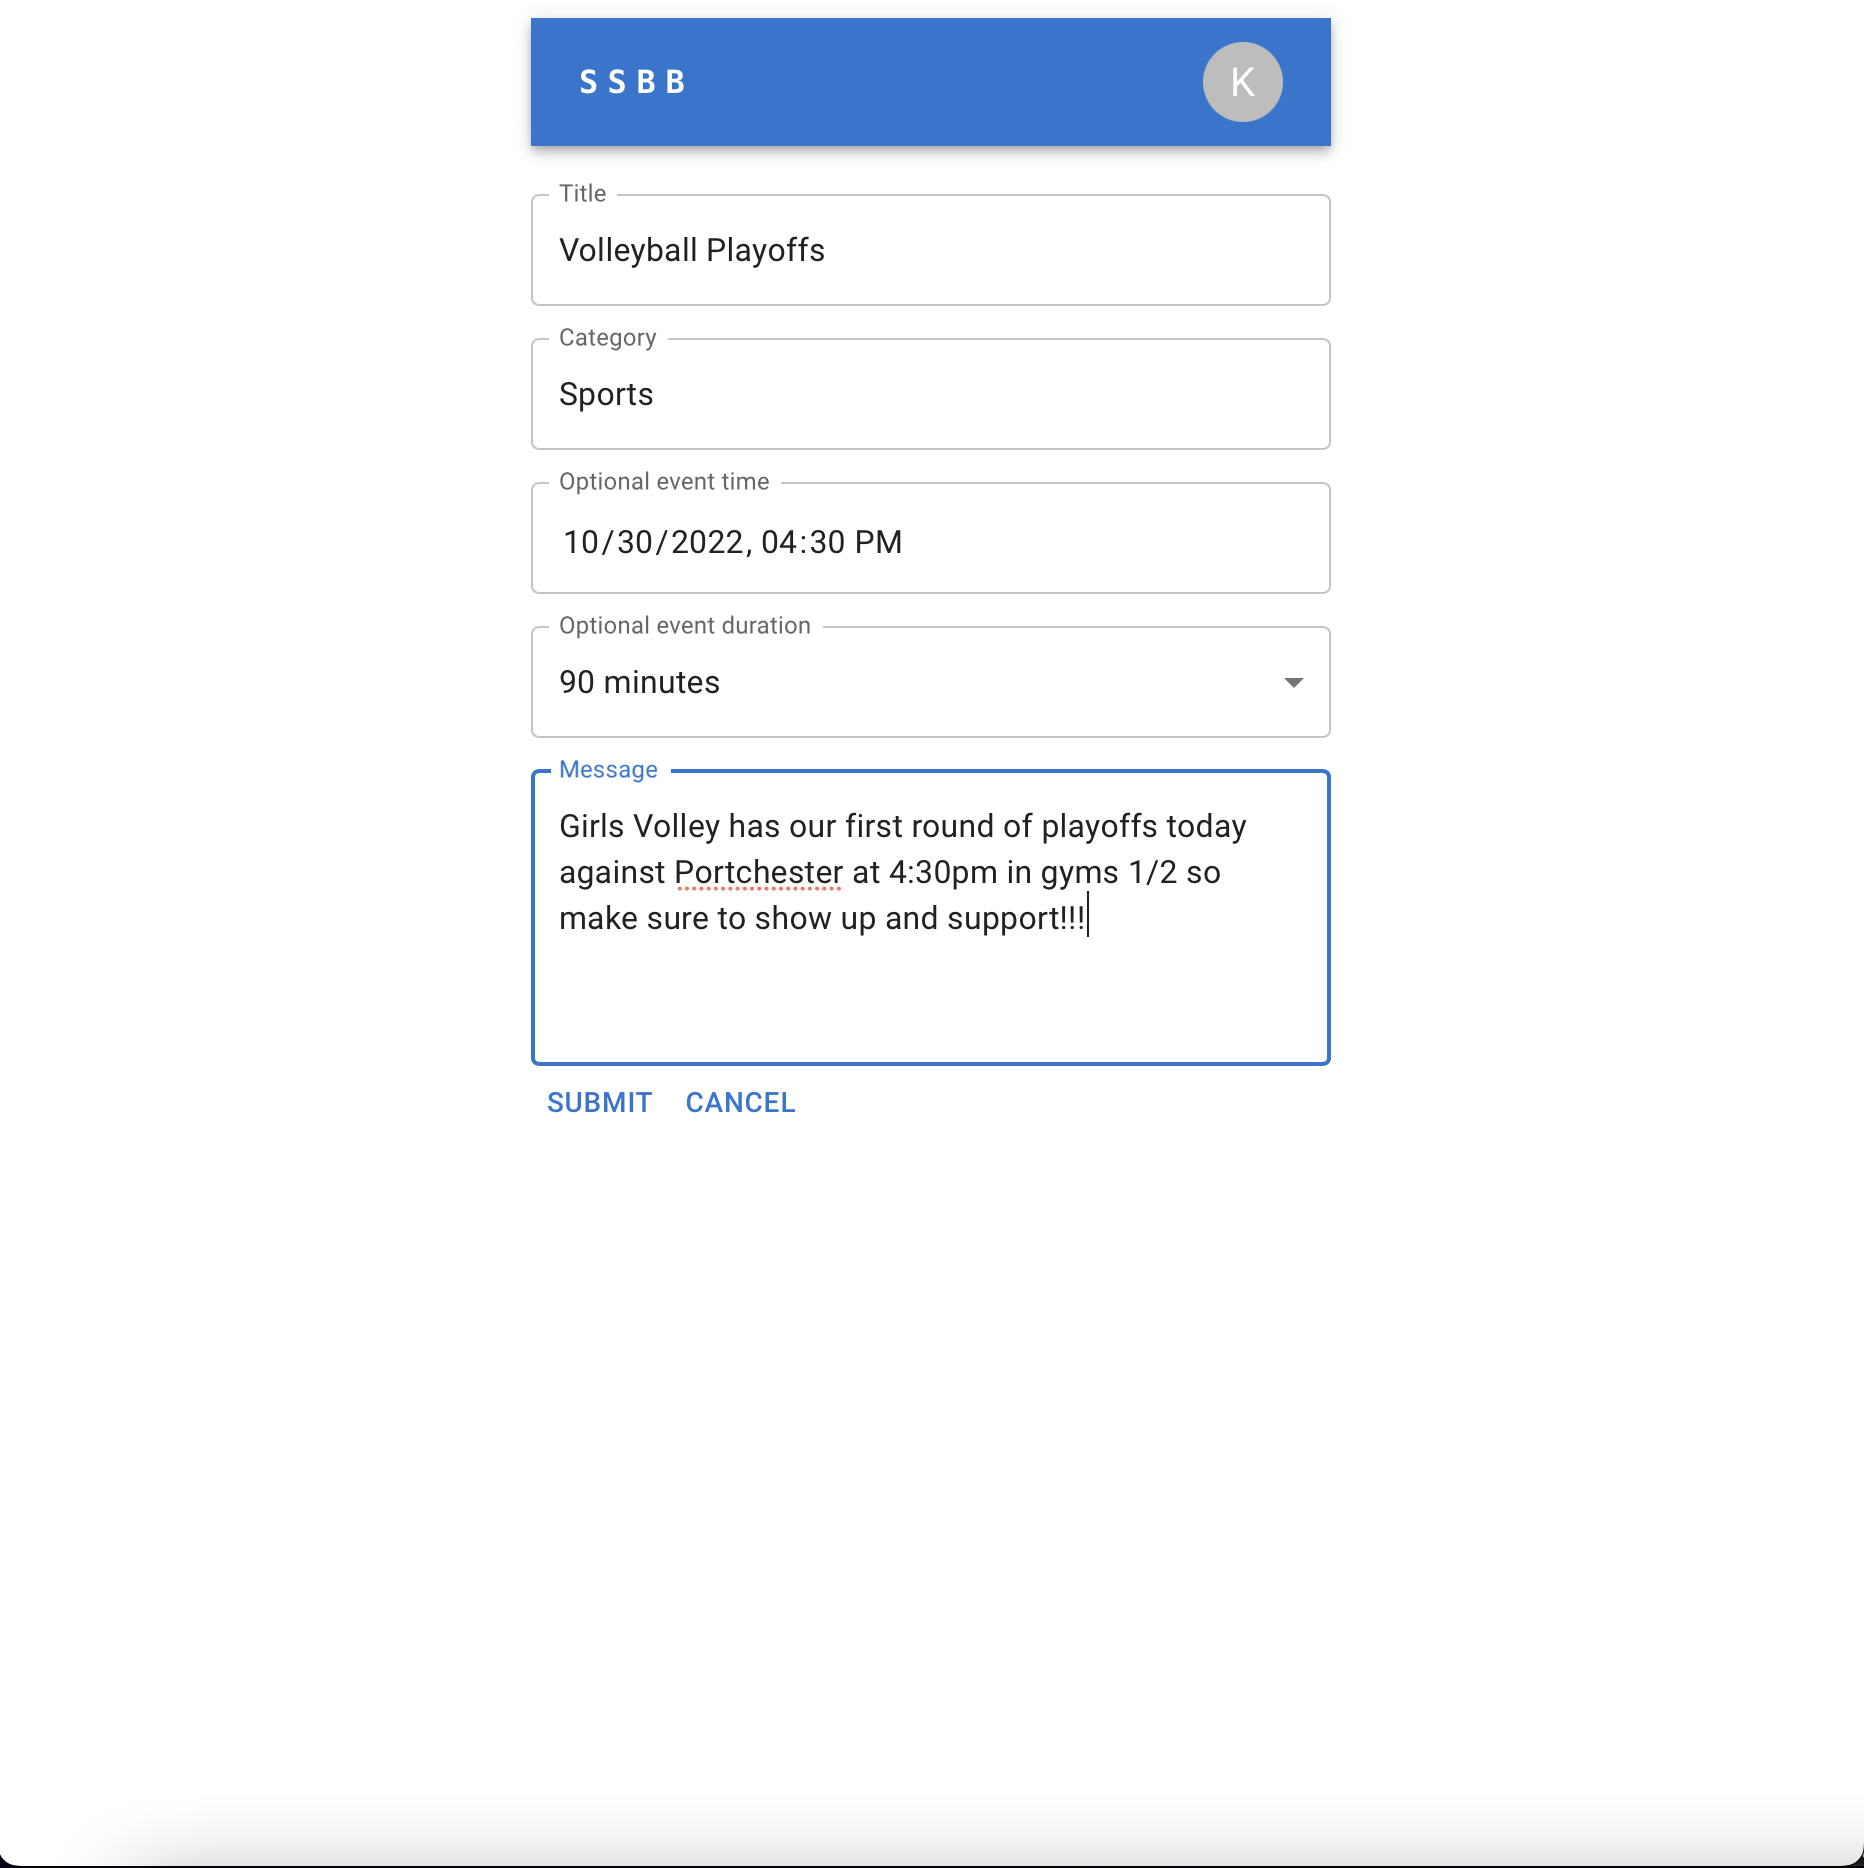 SSBB
K
Title
Volleyball Playoffs
Category
Sports
Optional event time
10/30/2022, 04:30 PM
Optional event duration
90 minutes
Message
Girls Volley has our first round of playoffs today
against Portchester at 4:30pm in gyms 1/2 so
make sure to show up and support!!!
SUBMIT CANCEL